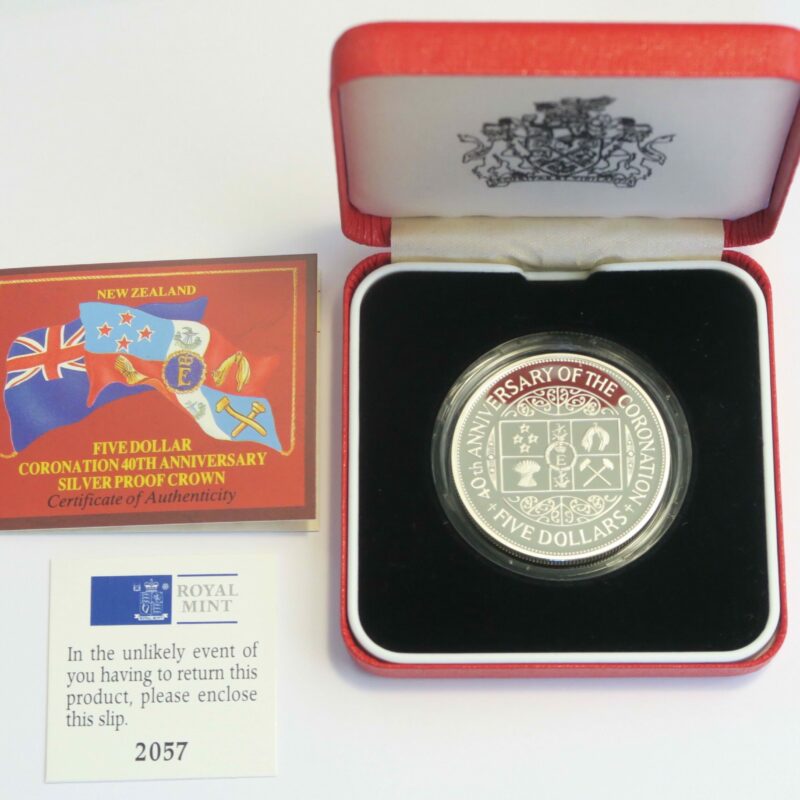 NEW ZEALAND
E
FIVE DOLLAR
CORONATION 40TH ANNIVERSARY
SILVER PROOF CROWN
Certificate of Authenticity
ROYAL
MINT
In the unlikely event of
you having to return this
product, please enclose
this slip.
2057
40th ANNIVERSARY OF THE CORONATION
E
+ FIVE DOLLARS +